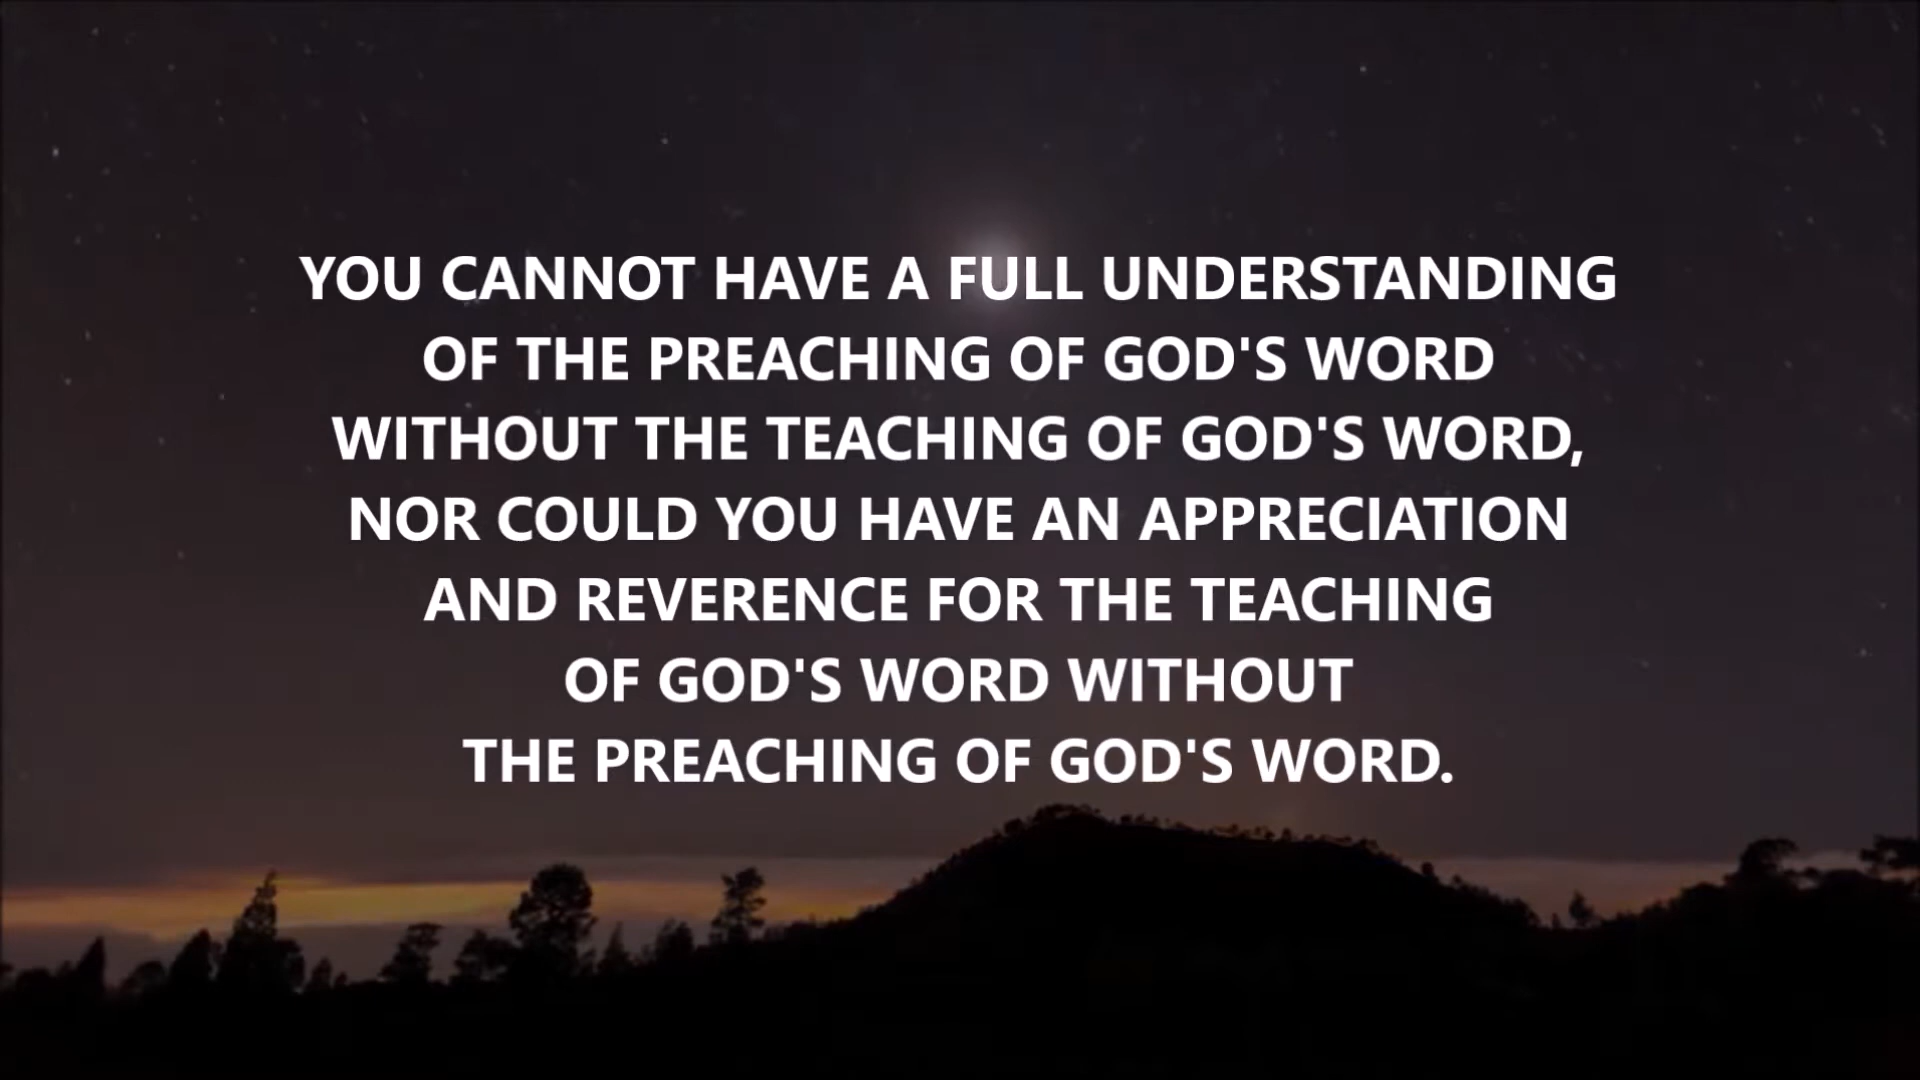 YOU CANNOT HAVE A FULL UNDERSTANDING
OF THE PREACHING OF GOD'S WORD
WITHOUT THE TEACHING OF GOD'S WORD,
NOR COULD YOU HAVE AN APPRECIATION
AND REVERENCE FOR THE TEACHING
OF GOD'S WORD WITHOUT
THE PREACHING OF GOD'S WORD.